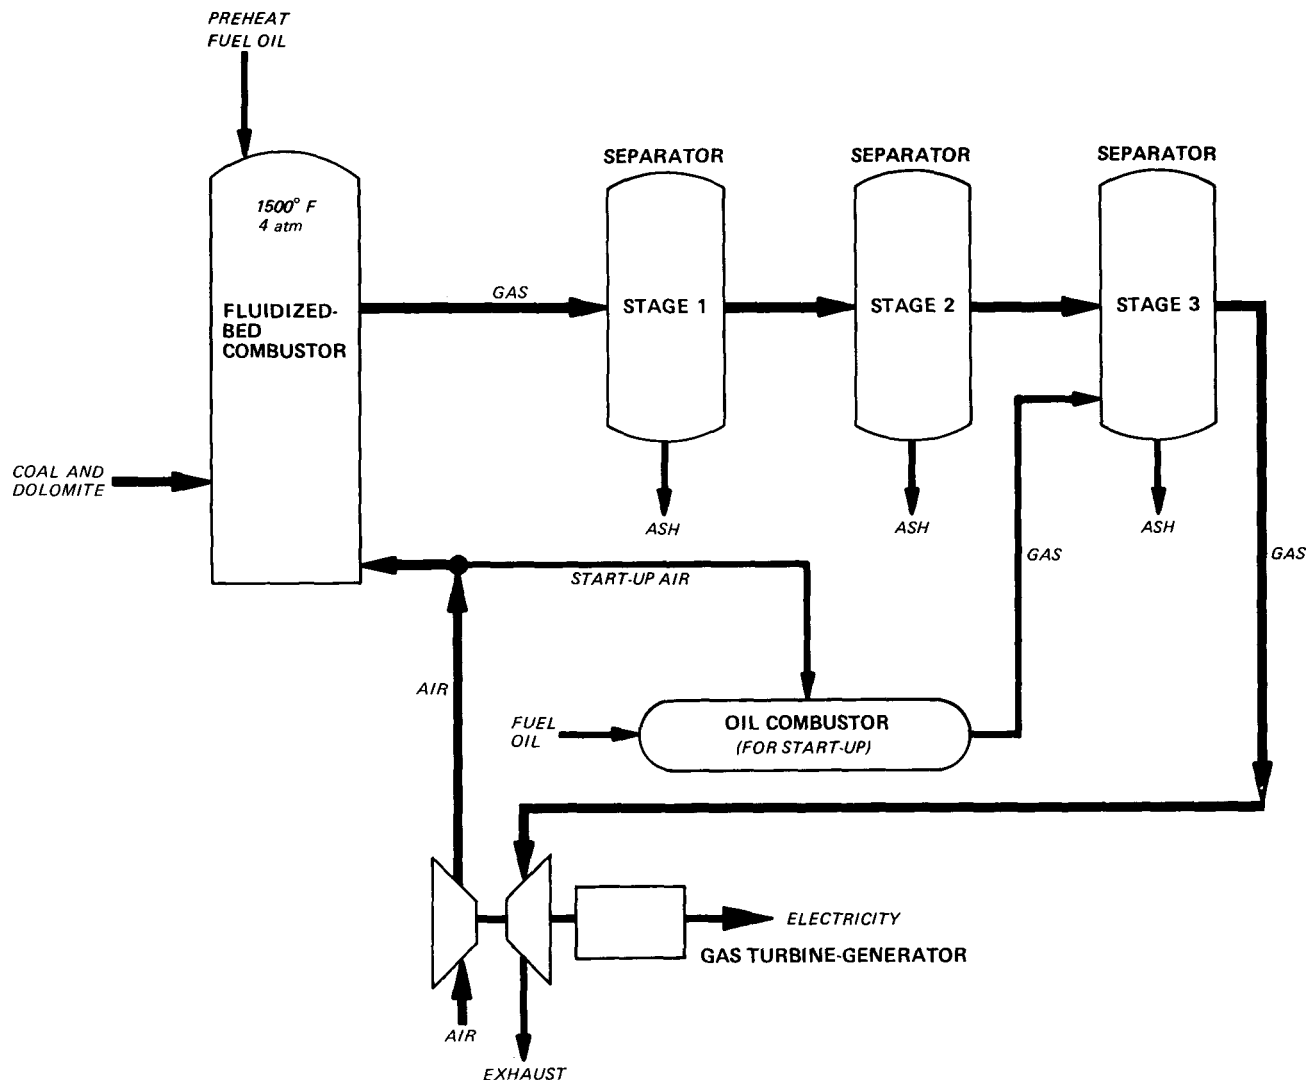 PREHEAT
FUEL OIL
1500° F
4 atm
FLUIDIZED-
BED
COMBUSTOR
COAL AND
DOLOMITE
GAS
SEPARATOR
STAGE 1
ASH
SEPARATOR
STAGE 2
ASH
SEPARATOR
STAGE 3
ASH
GAS
GAS
START-UP AIR
AIR
FUEL
OIL
OIL COMBUSTOR
(FOR START-UP)
ELECTRICITY
GAS TURBINE-GENERATOR
AIR
EXHAUST